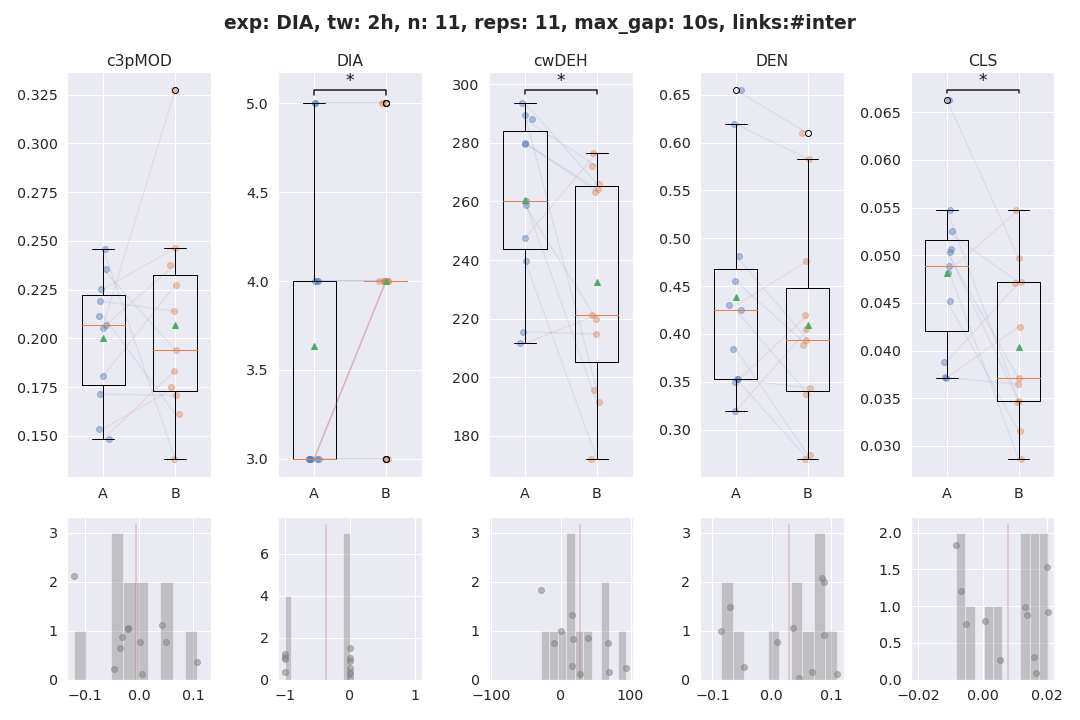 exp: DIA, tw: 2h, n: 11, reps: 11, max_gap: 10s, links:#inter
c3pMOD DIA cwDEH DEN CLS
* * *
0.325 0.300 0.275 0.250 0.225 0.200 0.175 0.150
5.0 4.5 4.0 3.5 3.0
300 280 260 240 220 200 180
0.65 0.60 0.55 0.50 0.45 0.40 0.35 0.30
0.065 0.060 0.055 0.050 0.045 0.040 0.035 0.030
A B A B A B A B A B
3 2 1 0
6 4 2 0
3 2 1 0
3 2 1 0
2.0 1.5 1.0 0.5 0.0
−0.1 0.0 0.1 −1 0 1 −100 0 100 −0.1 0.0 0.1 −0.02 0.00 0.02